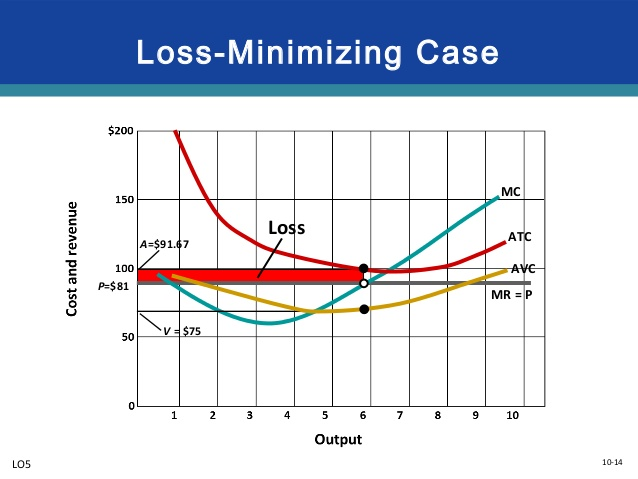 Loss-Minimizing Case
Cost and revenue
$200
150
100
50
0
A=$91.67
P=$81
V = $75
Loss
MC
ATC
AVC
MR = P
1 2 3 4 5 6 7 8 9 10
Output
LO5
10-14